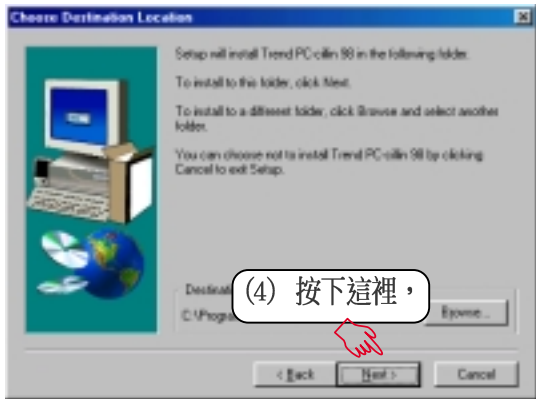 Choose Destination Location
Setup will install Trend PC-cillin 98 in the following folder.
To install to this folder, click Next.
To install to a different folder, click Browse and select another
folder.
You can choose not to install Trend PC-cillin 98 by clicking
Cancel to exit Setup.
(4) 按下這裡，
Browse...
< Back
Next >
Cancel